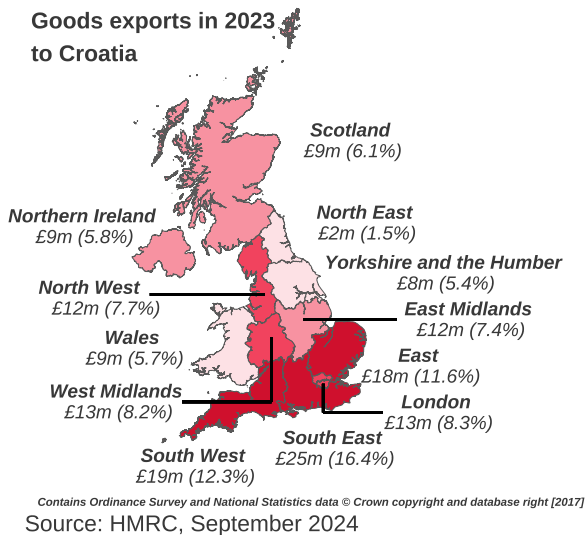 Goods exports in 2023
to Croatia
Scotland
£9m (6.1%)
Northern Ireland
£9m (5.8%)
North East
£2m (1.5%)
Yorkshire and the Humber
£8m (5.4%)
North West
£12m (7.7%)
East Midlands
£12m (7.4%)
Wales
£9m (5.7%)
East
£18m (11.6%)
West Midlands
£13m (8.2%)
London
£13m (8.3%)
South East
£25m (16.4%)
South West
£19m (12.3%)
Contains Ordinance Survey and National Statistics data © Crown copyright and database right [2017]
Source: HMRC, September 2024